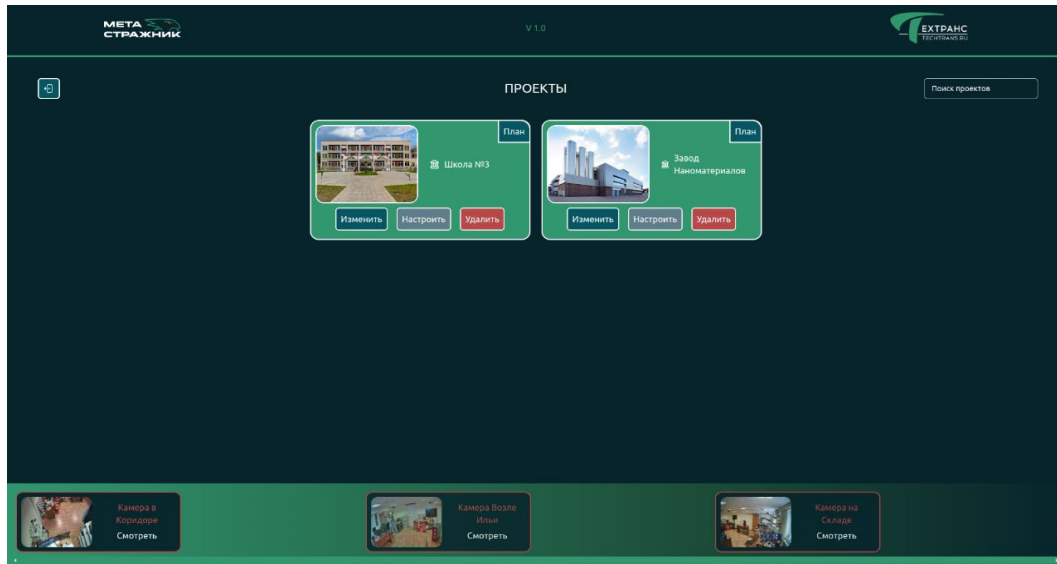 МЕТА
СТРАЖНИК
V 1.0
ЕХТРАНС
TECHTRANS.RU
ПРОЕКТЫ
Поиск проектов
План
Школа №3
Изменить
Настроить
Удалить
План
Завод
Наноматериалов
Изменить
Настроить
Удалить
Камера в
Коридоре
Смотреть
Камера Возле
Ильи
Смотреть
Камера на
Складе
Смотреть